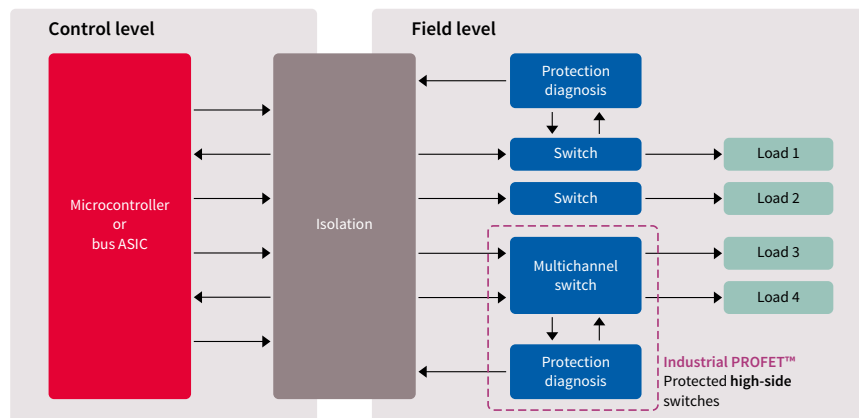 Control level
Field level
Protection
diagnosis
Switch
Load 1
Microcontroller
or
bus ASIC
Isolation
Switch
Load 2
Multichannel
switch
Load 3
Load 4
Protection
diagnosis
Industrial PROFET™
Protected high-side
switches